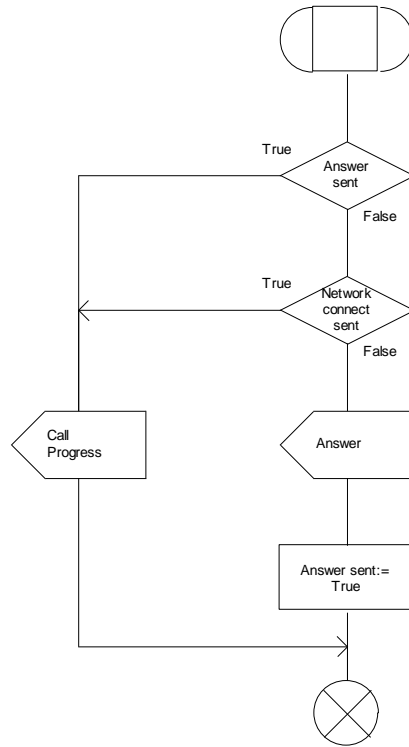 True
Answer
sent
False
True
Network
connect
sent
False
Call
Progress
Answer
Answer sent:=
True